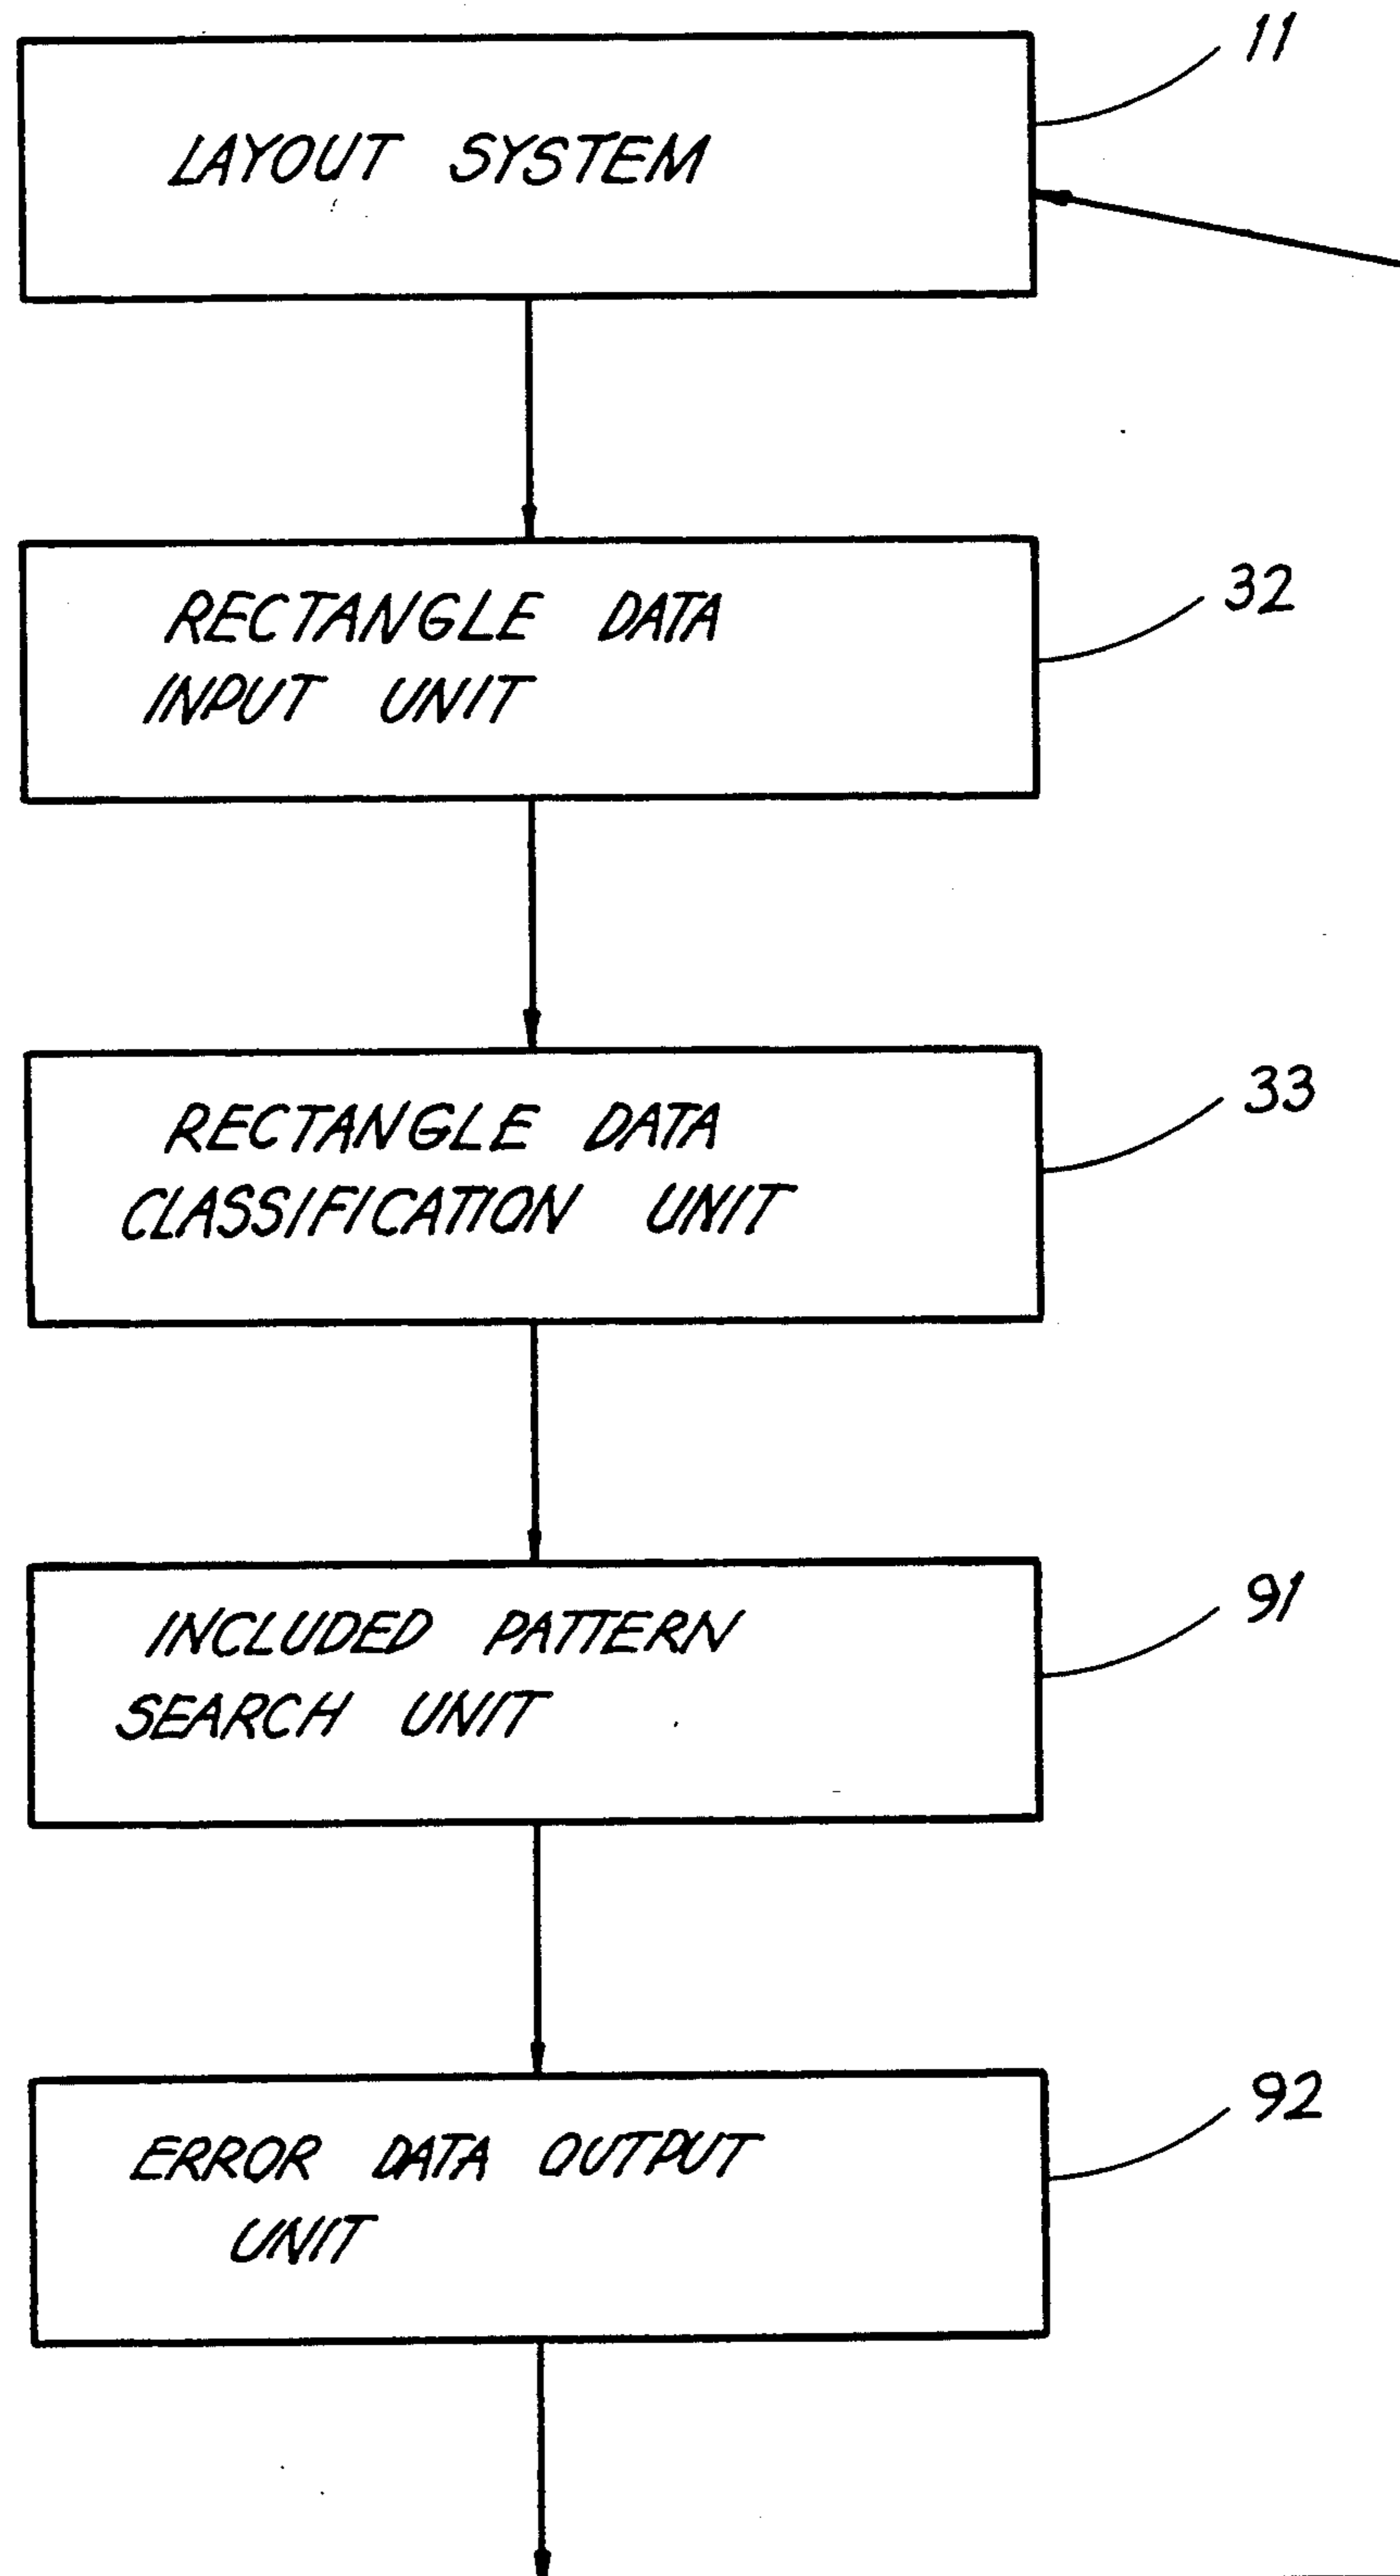 11
LAYOUT SYSTEM
32
RECTANGLE DATA
INPUT UNIT
33
RECTANGLE DATA
CLASSIFICATION UNIT
91
INCLUDED PATTERN
SEARCH UNIT
92
ERROR DATA OUTPUT
UNIT